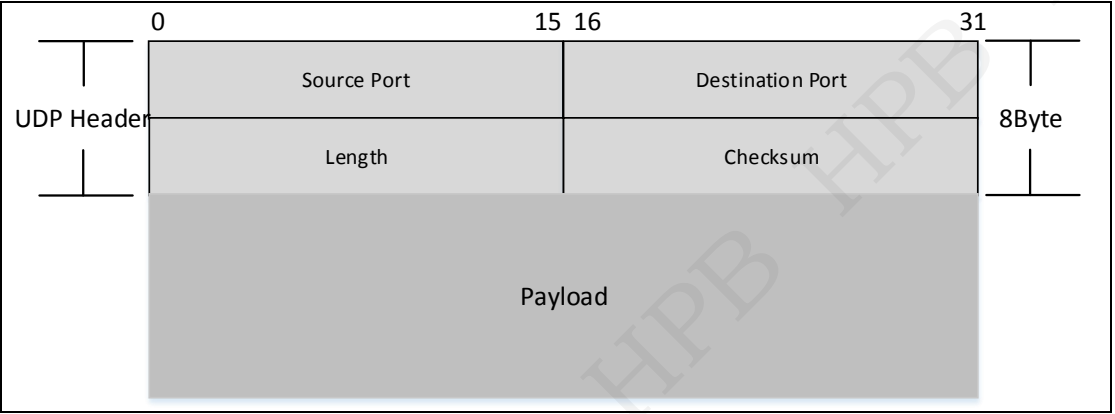 0 15 16 31
Source Port Destination Port
UDP Header 8Byte
Length Checksum
Payload
HPB HPB
HPB